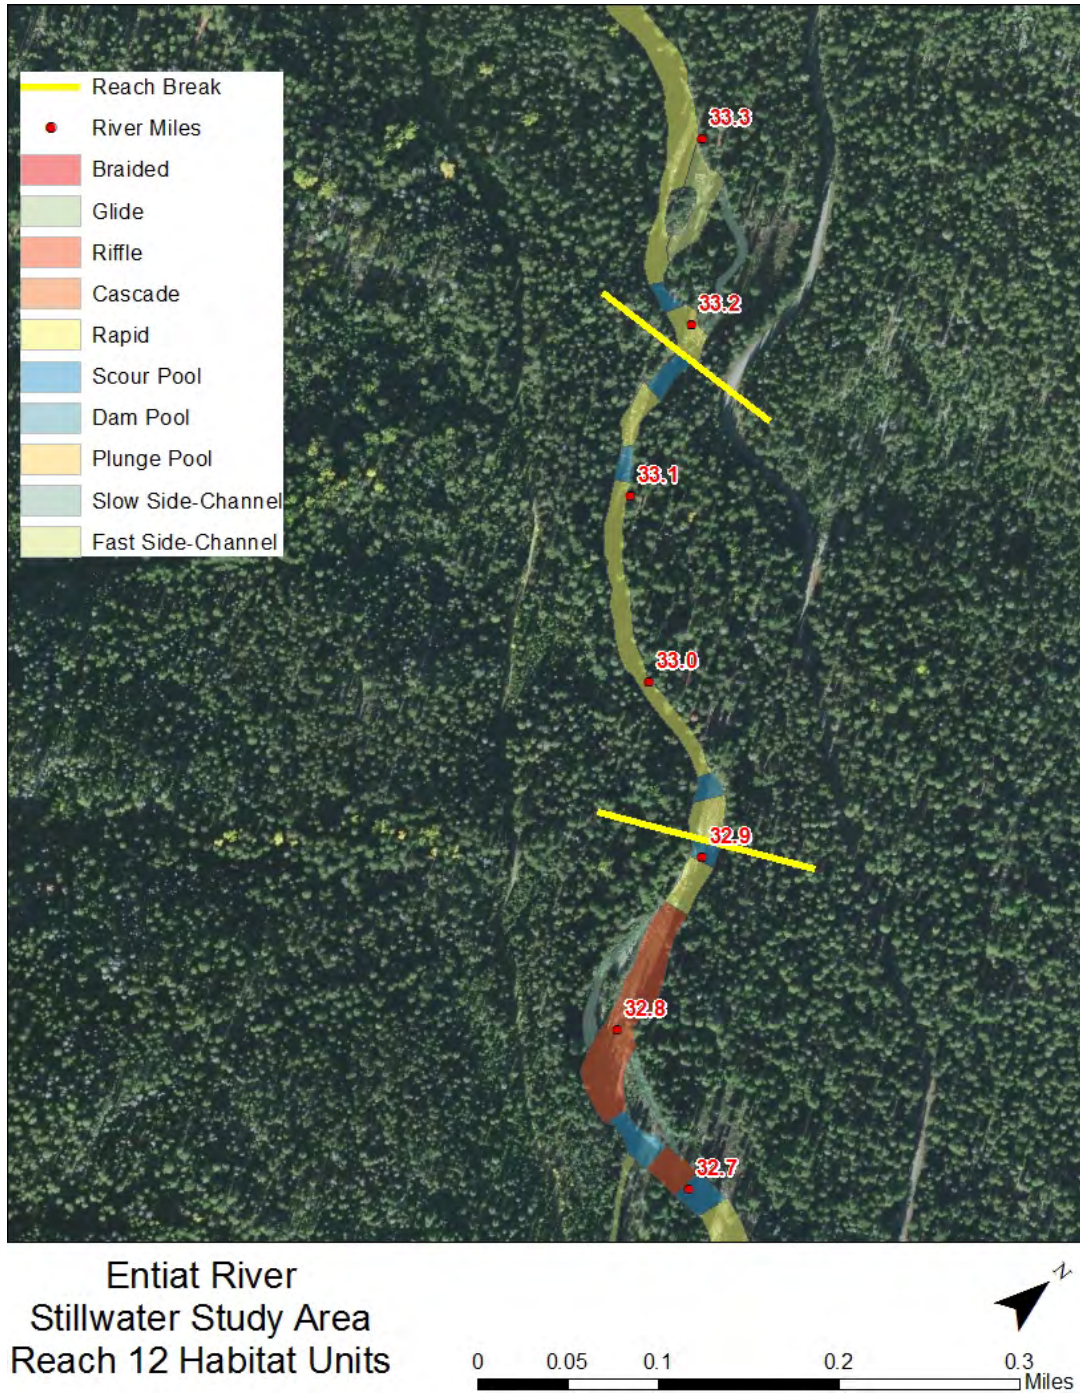 Reach Break
River Miles
Braided
Glide
Riffle
Cascade
Rapid
Scour Pool
Dam Pool
Plunge Pool
Slow Side-Channel
Fast Side-Channel
33.3
33.2
33.1
33.0
32.9
32.8
32.7
Entiat River
Stillwater Study Area
Reach 12 Habitat Units
N
0 0.05 0.1 0.2 0.3
Miles